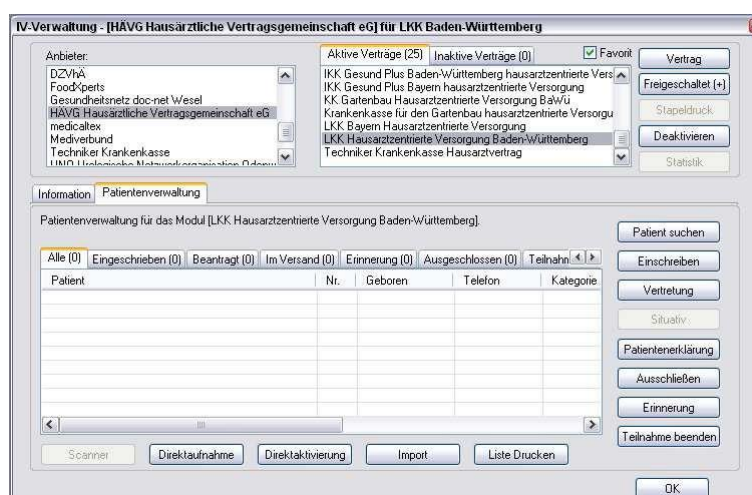 IV-Verwaltung - [HÄVG Hausärztliche Vertragsgemeinschaft eG] für LKK Baden-Württemberg
Anbieter:
DZVhÄ
FoodXperts
Gesundheitsnetz doc-net Wesel
HÄVG Hausärztliche Vertragsgemeinschaft eG
medicaltex
Mediverbund
Techniker Krankenkasse
UNO Urologische Netzwerkorganisation
Aktive Verträge (25) Inaktive Verträge (0) Favorit
IKK Gesund Plus Baden-Württemberg hausarztzentrierte Vers
IKK Gesund Plus Bayern hausarztzentrierte Versorgung
KK Gartenbau Hausarztzentrierte Versorgung BaWü
Krankenkasse für den Gartenbau hausarztzentrierte Versorgu
LKK Bayern Hausarztzentrierte Versorgung
LKK Hausarztzentrierte Versorgung Baden-Württemberg
Techniker Krankenkasse Hausarztvertrag
Vertrag
Freigeschaltet (+)
Stapeldruck
Deaktivieren
Statistik
Information Patientenverwaltung
Patientenverwaltung für das Modul [LKK Hausarztzentrierte Versorgung Baden-Württemberg].
Alle (0) Eingeschrieben (0) Beantragt (0) Im Versand (0) Erinnerung (0) Ausgeschlossen (0) Teilnahm
Patient Nr. Geboren Telefon Kategorie
Patient suchen
Einschreiben
Vertretung
Situativ
Patientenerklärung
Ausschließen
Erinnerung
Teilnahme beenden
Scanner Direktaufnahme Direktaktivierung Import Liste Drucken
OK